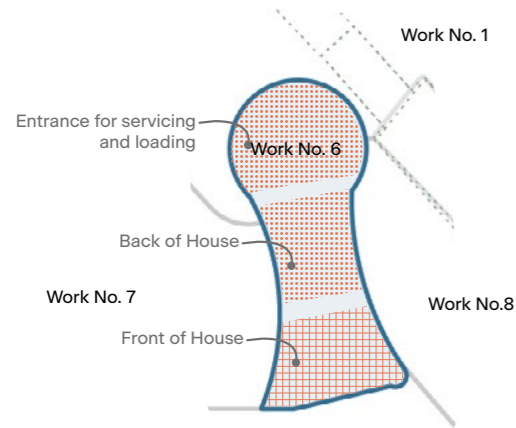 Work No. 1
Entrance for servicing
and loading
Work No. 6
Back of House
Work No. 7
Work No.8
Front of House